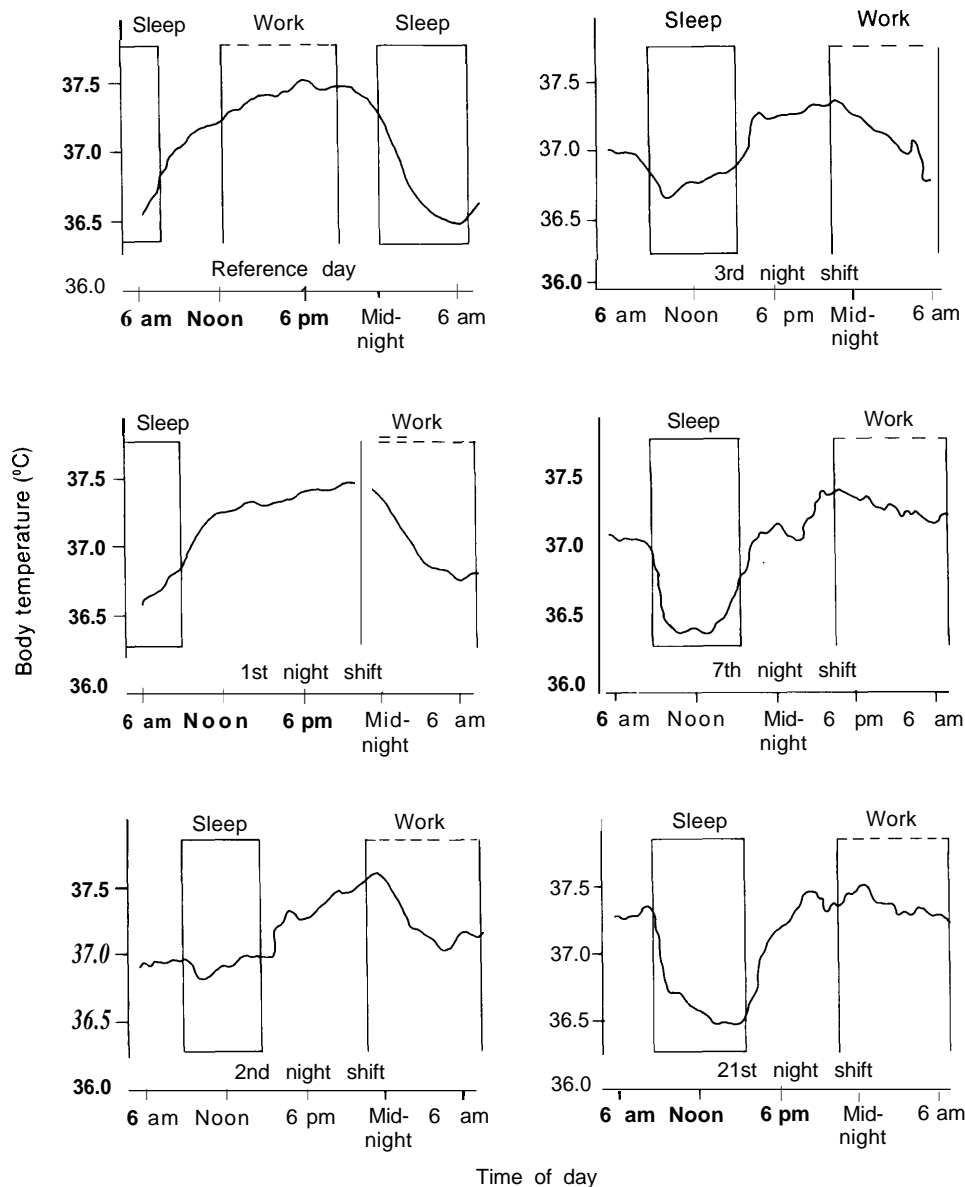 Sleep Work Sleep
37.5
37.0
36.5
36.0
Reference day
6 am Noon 6 pm Mid- 6 am
night
Sleep Work
37.5
37.0
36.5
36.0
3rd night shift
6 am Noon 6 pm Mid- 6 am
night
Body temperature (⁰C)
Sleep Work
37.5
37.0
36.5
36.0
1st night shift
6 am Noon 6 pm Mid- 6 am
night
Sleep Work
37.5
37.0
36.5
36.0
7th night shift
6 am Noon Mid- 6 pm 6 am
night
Sleep Work
37.5
37.0
36.5
36.0
2nd night shift
6 am Noon 6 pm Mid- 6 am
night
Sleep Work
37.5
37.0
36.5
36.0
21st night shift
6 am Noon 6 pm Mid- 6 am
night
Time of day